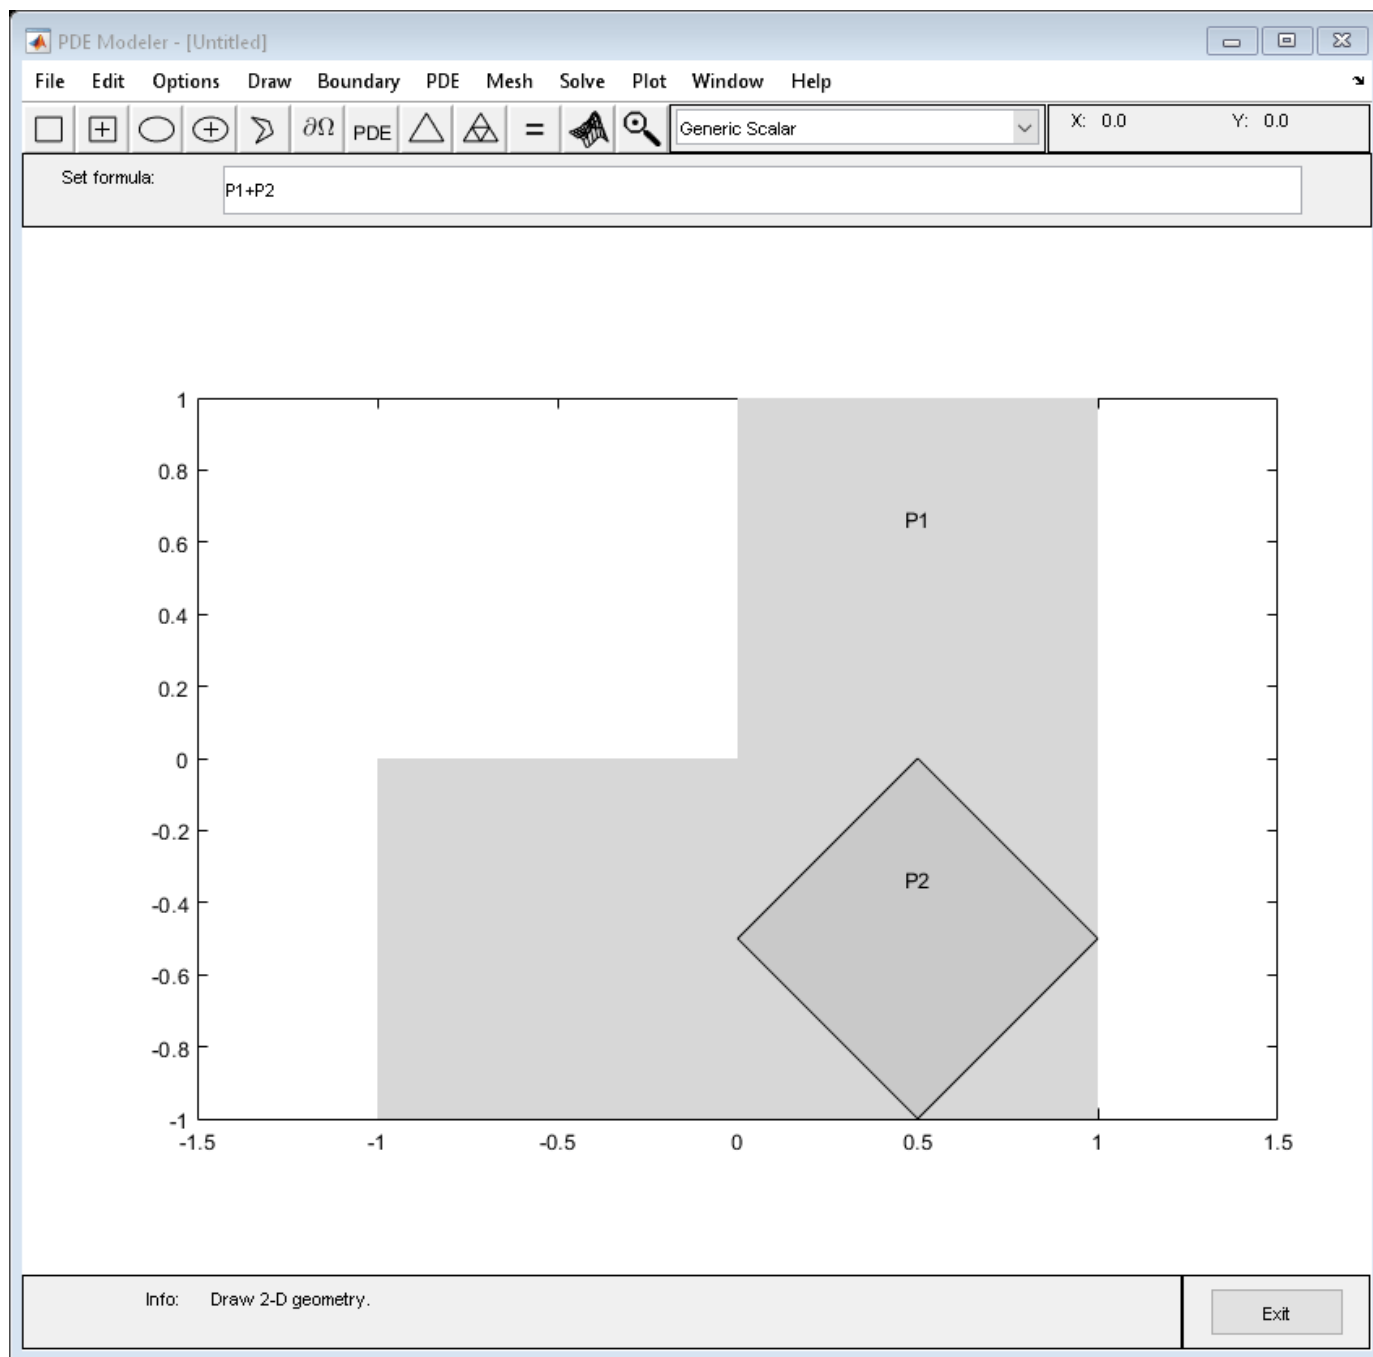 PDE Modeler - [Untitled]
File Edit Options Draw Boundary PDE Mesh Solve Plot Window Help
∂Ω PDE = Generic Scalar X: 0.0 Y: 0.0
Set formula: P1+P2
1
0.8
P1
0.6
0.4
0.2
0
-0.2
P2
-0.4
-0.6
-0.8
-1
-1.5 -1 -0.5 0 0.5 1 1.5
Info: Draw 2-D geometry. Exit